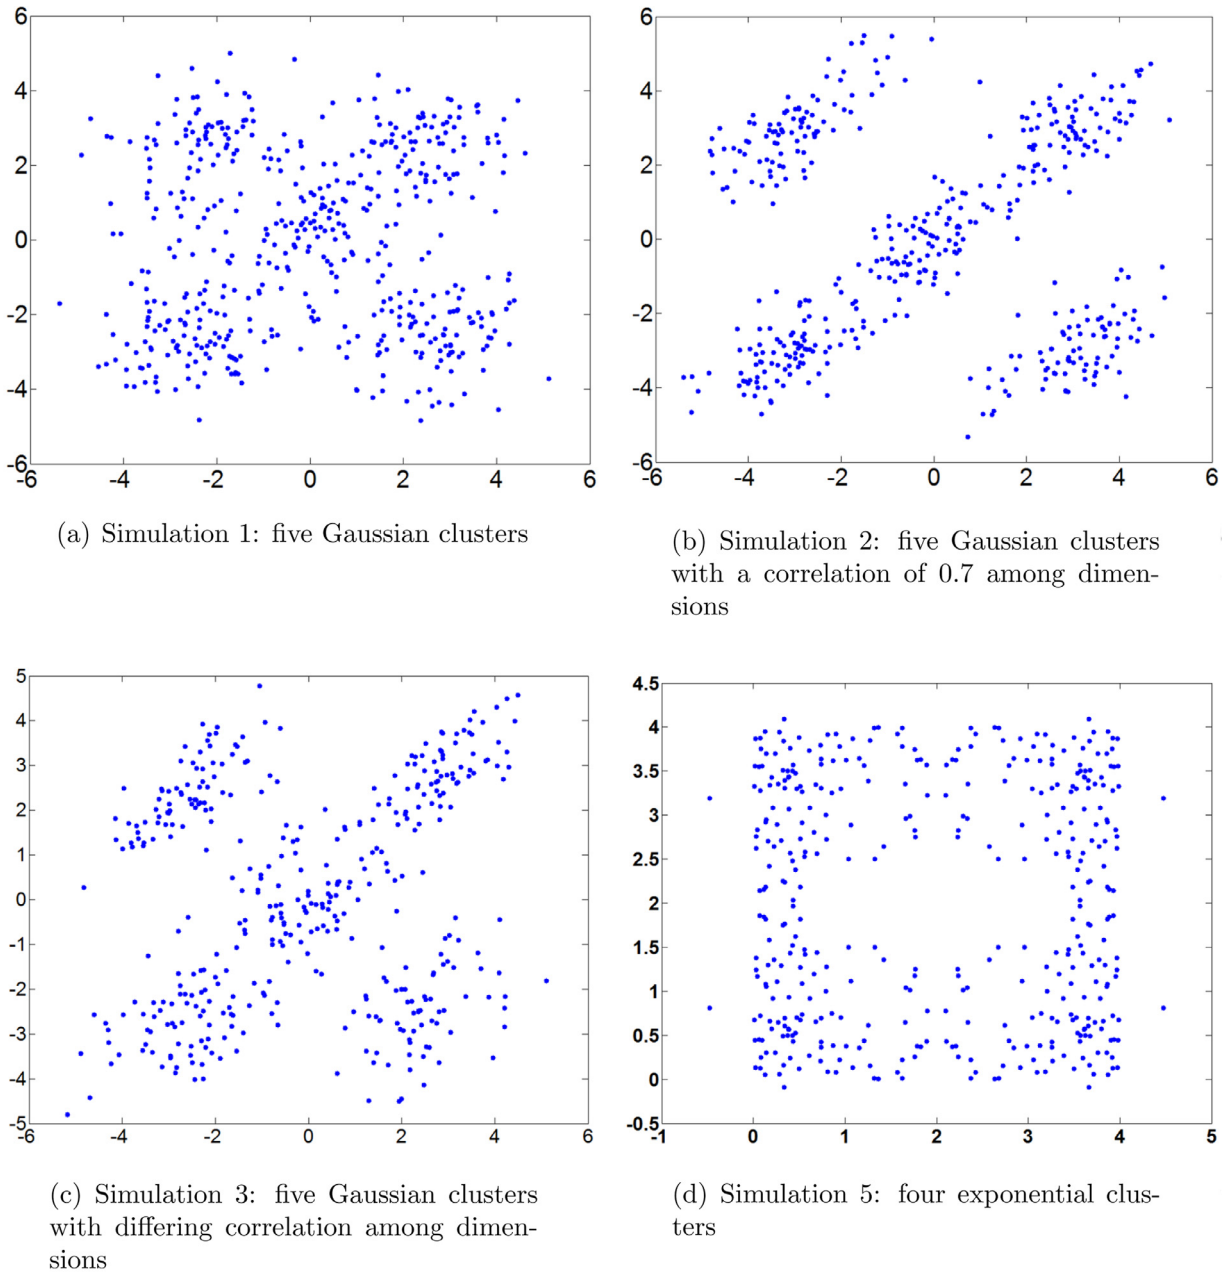 6
4
2
0
-2
-4
-6
-6 -4 -2 0 2 4 6
(a) Simulation 1: five Gaussian clusters
6
4
2
0
-2
-4
-6
-6 -4 -2 0 2 4 6
(b) Simulation 2: five Gaussian clusters
with a correlation of 0.7 among dimen-
sions
5
4
3
2
1
0
-1
-2
-3
-4
-5
-6 -4 -2 0 2 4 6
(c) Simulation 3: five Gaussian clusters
with differing correlation among dimen-
sions
4.5
4
3.5
3
2.5
2
1.5
1
0.5
0
-0.5
-1 0 1 2 3 4 5
(d) Simulation 5: four exponential clus-
ters